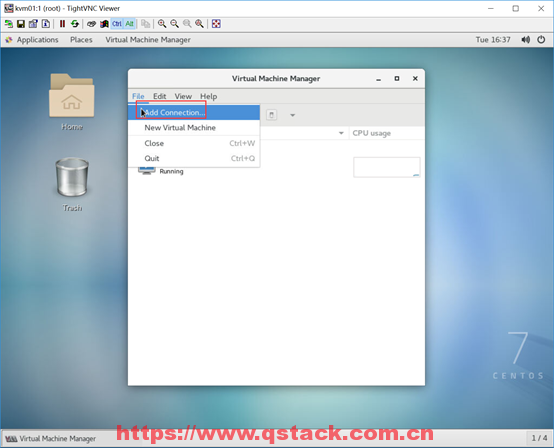 kvm01:1 (root) - TightVNC Viewer
Ctrl Alt
Applications Places Virtual Machine Manager Tue 16:37
Virtual Machine Manager
File Edit View Help
Add Connection...
New Virtual Machine
Close Ctrl+W
Quit Ctrl+Q
CPU usage
Running
Home
Trash
7
CENTOS
https://www.qstack.com.cn
Virtual Machine Manager 1 / 4